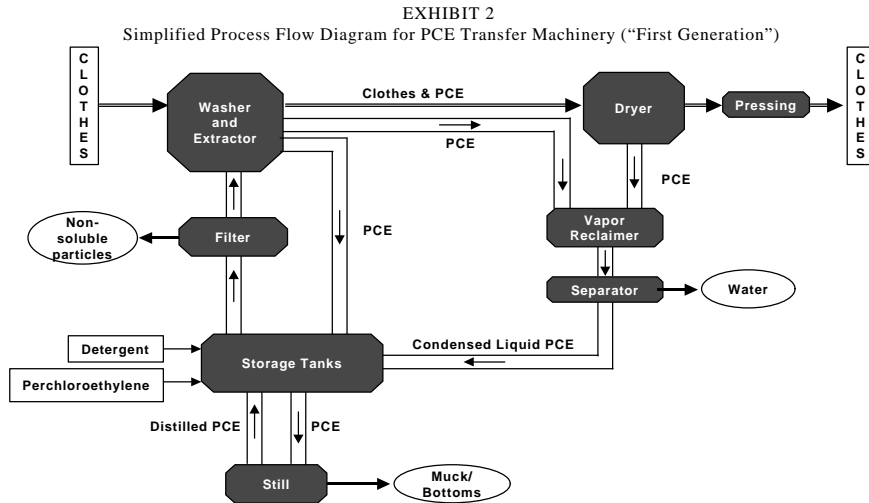 EXHIBIT 2
Simplified Process Flow Diagram for PCE Transfer Machinery (“First Generation”)
C
L
O
T
H
E
S
Washer
and
Extractor
Clothes & PCE
Dryer
Pressing
C
L
O
T
H
E
S
PCE
PCE
Non-
soluble
particles
Filter
PCE
Vapor
Reclaimer
Separator
Water
Detergent
Perchloroethylene
Storage Tanks
Condensed Liquid PCE
Distilled PCE
PCE
Still
Muck/
Bottoms